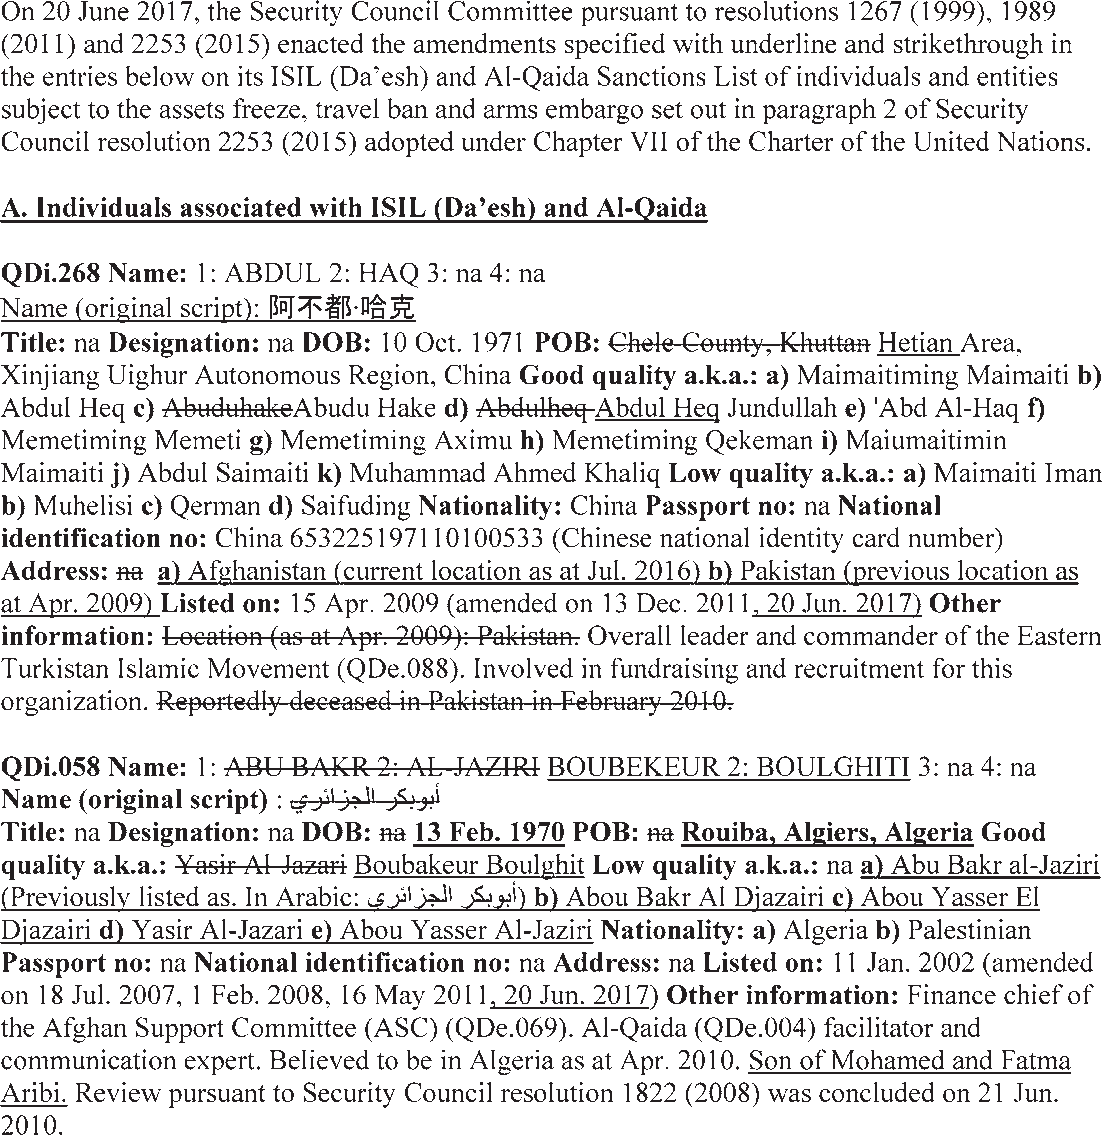 On 20 June 2017, the Security Council Committee pursuant to resolutions 1267 (1999), 1989
(2011) and 2253 (2015) enacted the amendments specified with underline and strikethrough in
the entries below on its ISIL (Da’esh) and Al-Qaida Sanctions List of individuals and entities
subject to the assets freeze, travel ban and arms embargo set out in paragraph 2 of Security
Council resolution 2253 (2015) adopted under Chapter VII of the Charter of the United Nations.
A. Individuals associated with ISIL (Da’esh) and Al-Qaida
QDi.268 Name: 1: ABDUL 2: HAQ 3: na 4: na
Name (original script): 阿不都·哈克
Title: na Designation: na DOB: 10 Oct. 1971 POB: Chele County, Khuttan Hetian Area,
Xinjiang Uighur Autonomous Region, China Good quality a.k.a.: a) Maimaitiming Maimaiti b)
Abdul Heq c) AbuduhakeAbudu Hake d) Abdulheq Abdul Heq Jundullah e) 'Abd Al-Haq f)
Memetiming Memeti g) Memetiming Aximu h) Memetiming Qekeman i) Maiumaitimin
Maimaiti j) Abdul Saimaiti k) Muhammad Ahmed Khaliq Low quality a.k.a.: a) Maimaiti Iman
b) Muhelisi c) Qerman d) Saifuding Nationality: China Passport no: na National
identification no: China 653225197110100533 (Chinese national identity card number)
Address: na a) Afghanistan (current location as at Jul. 2016) b) Pakistan (previous location as
at Apr. 2009) Listed on: 15 Apr. 2009 (amended on 13 Dec. 2011, 20 Jun. 2017) Other
information: Location (as at Apr. 2009): Pakistan. Overall leader and commander of the Eastern
Turkistan Islamic Movement (QDe.088). Involved in fundraising and recruitment for this
organization. Reportedly deceased in Pakistan in February 2010.
QDi.058 Name: 1: ABU BAKR 2: AL-JAZIRI BOUBEKEUR 2: BOULGHITI 3: na 4: na
Name (original script) : أبوبكر الجزائري
Title: na Designation: na DOB: na 13 Feb. 1970 POB: na Rouiba, Algiers, Algeria Good
quality a.k.a.: Yasir Al-Jazari Boubakeur Boulghit Low quality a.k.a.: na a) Abu Bakr al-Jaziri
(Previously listed as. In Arabic: أبوبكر الجزائري) b) Abou Bakr Al Djazairi c) Abou Yasser El
Djazairi d) Yasir Al-Jazari e) Abou Yasser Al-Jaziri Nationality: a) Algeria b) Palestinian
Passport no: na National identification no: na Address: na Listed on: 11 Jan. 2002 (amended
on 18 Jul. 2007, 1 Feb. 2008, 16 May 2011, 20 Jun. 2017) Other information: Finance chief of
the Afghan Support Committee (ASC) (QDe.069). Al-Qaida (QDe.004) facilitator and
communication expert. Believed to be in Algeria as at Apr. 2010. Son of Mohamed and Fatma
Aribi. Review pursuant to Security Council resolution 1822 (2008) was concluded on 21 Jun.
2010.